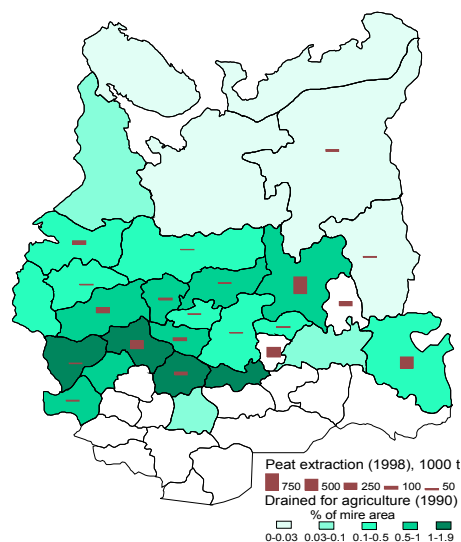 Peat extraction (1998), 1000 t
750 500 250 100 50
Drained for agriculture (1990)
% of mire area
0-0.03 0.03-0.1 0.1-0.5 0.5-1 1-1.9